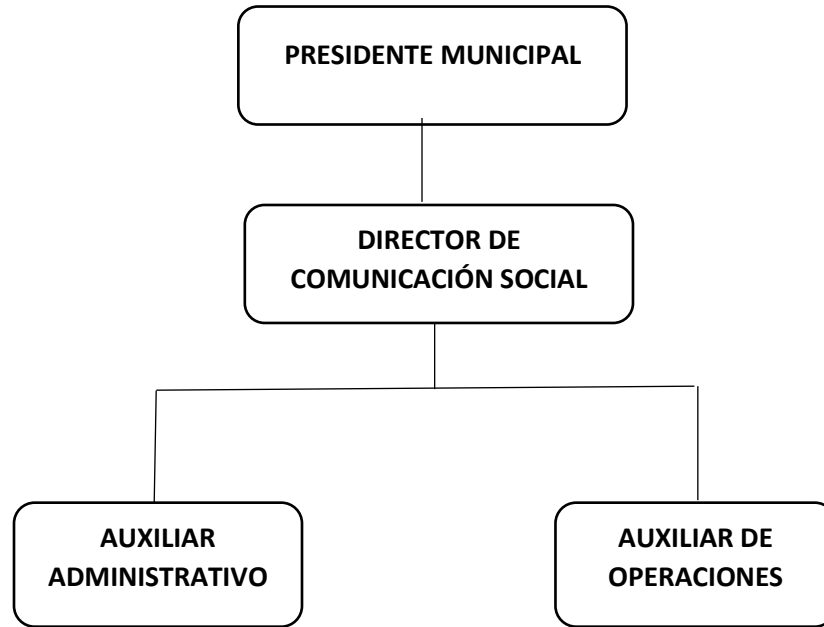 PRESIDENTE MUNICIPAL
DIRECTOR DE
COMUNICACIÓN SOCIAL
AUXILIAR
ADMINISTRATIVO
AUXILIAR DE
OPERACIONES